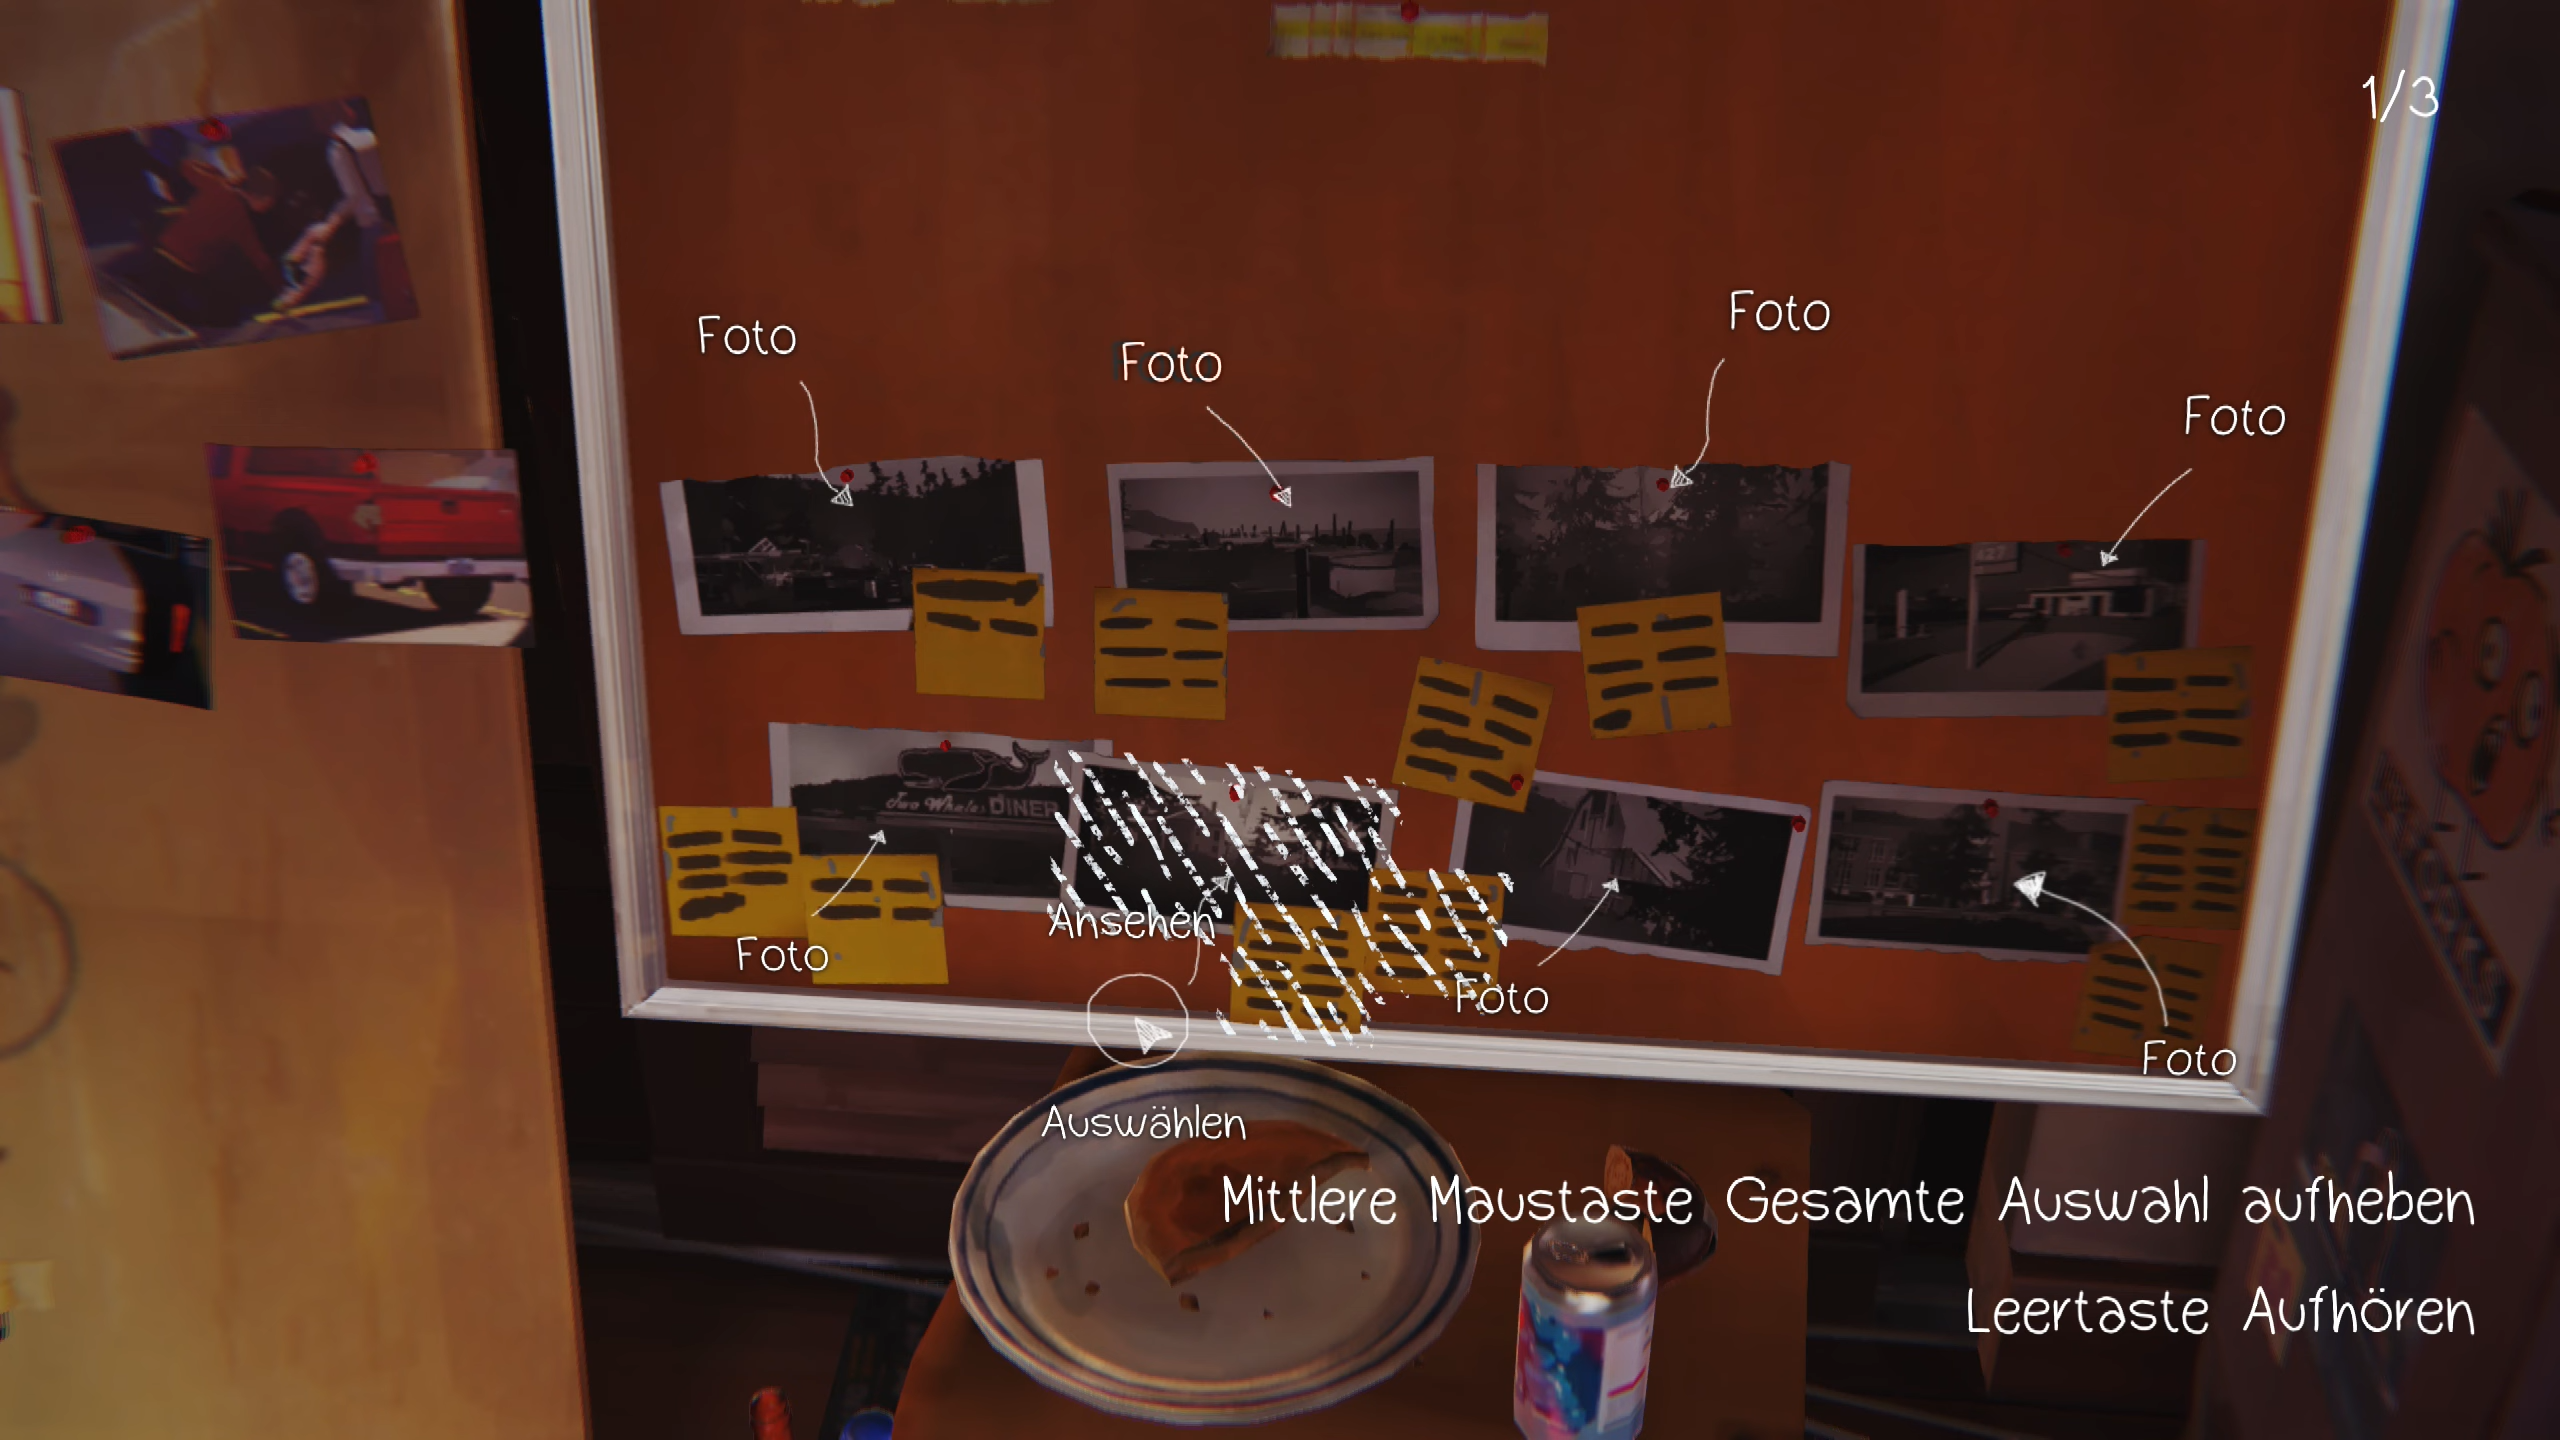 1/3
Foto
Foto
Foto
Foto
427
Two Whales DINER
Ansehen
Foto
Foto
Foto
Auswählen
Mittlere Maustaste Gesamte Auswahl aufheben
Leertaste Aufhören